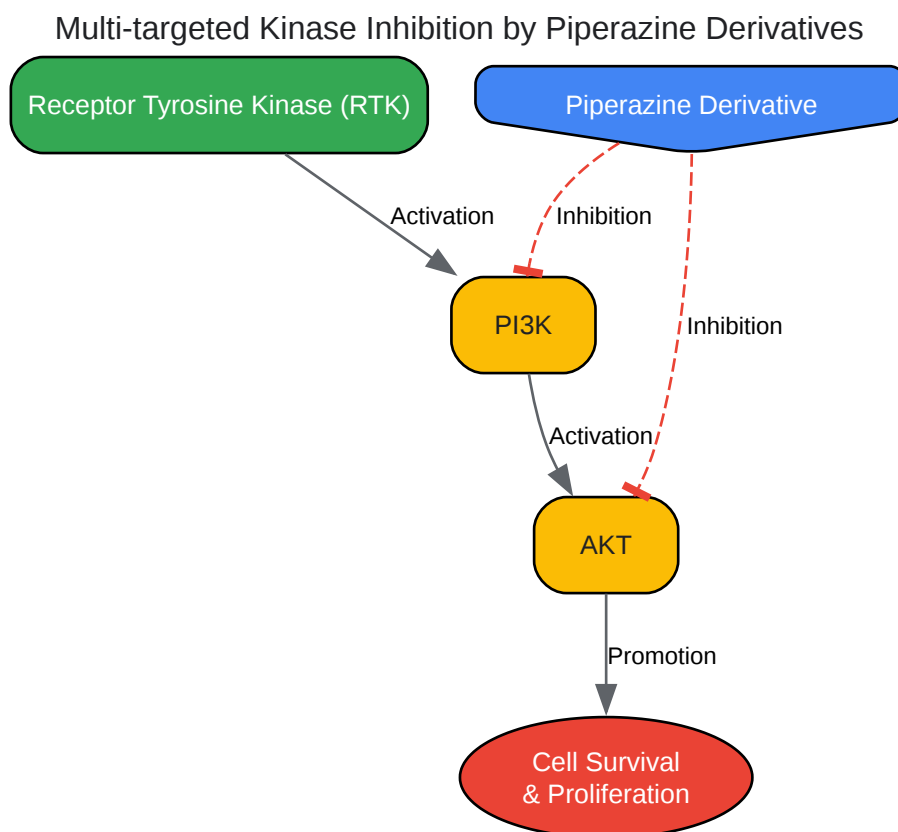 Multi-targeted Kinase Inhibition by Piperazine Derivatives
Receptor Tyrosine Kinase (RTK)
Piperazine Derivative
Activation
Inhibition
PI3K
Inhibition
Activation
AKT
Promotion
Cell Survival
& Proliferation